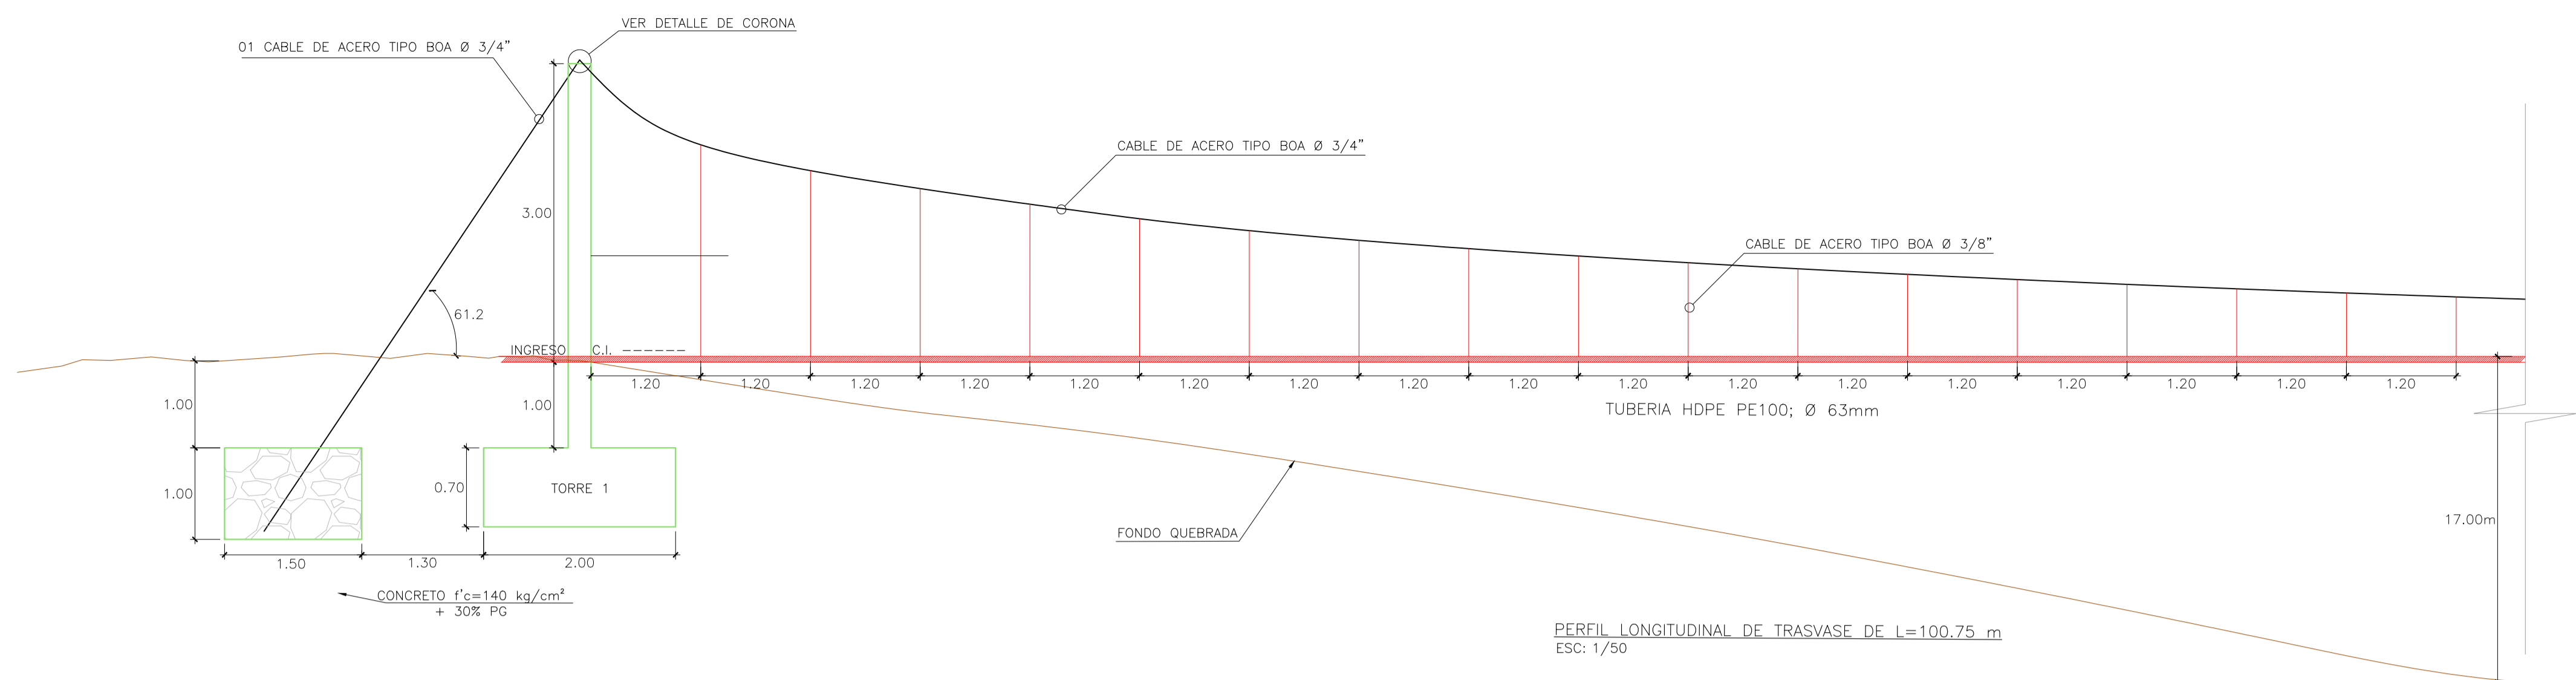 VER DETALLE DE CORONA
01 CABLE DE ACERO TIPO BOA Ø 3/4"
CABLE DE ACERO TIPO BOA Ø 3/4"
3.00
CABLE DE ACERO TIPO BOA Ø 3/8"
61.2
INGRESO C.I. ------
1.20 1.20 1.20 1.20 1.20 1.20 1.20 1.20 1.20 1.20 1.20 1.20 1.20 1.20 1.20 1.20 1.20
1.00
1.00
TUBERIA HDPE PE100; Ø 63mm
1.00
0.70
TORRE 1
17.00m
FONDO QUEBRADA
1.50
1.30
2.00
CONCRETO f'c=140 kg/cm²
+ 30% PG
PERFIL LONGITUDINAL DE TRASVASE DE L=100.75 m
ESC: 1/50